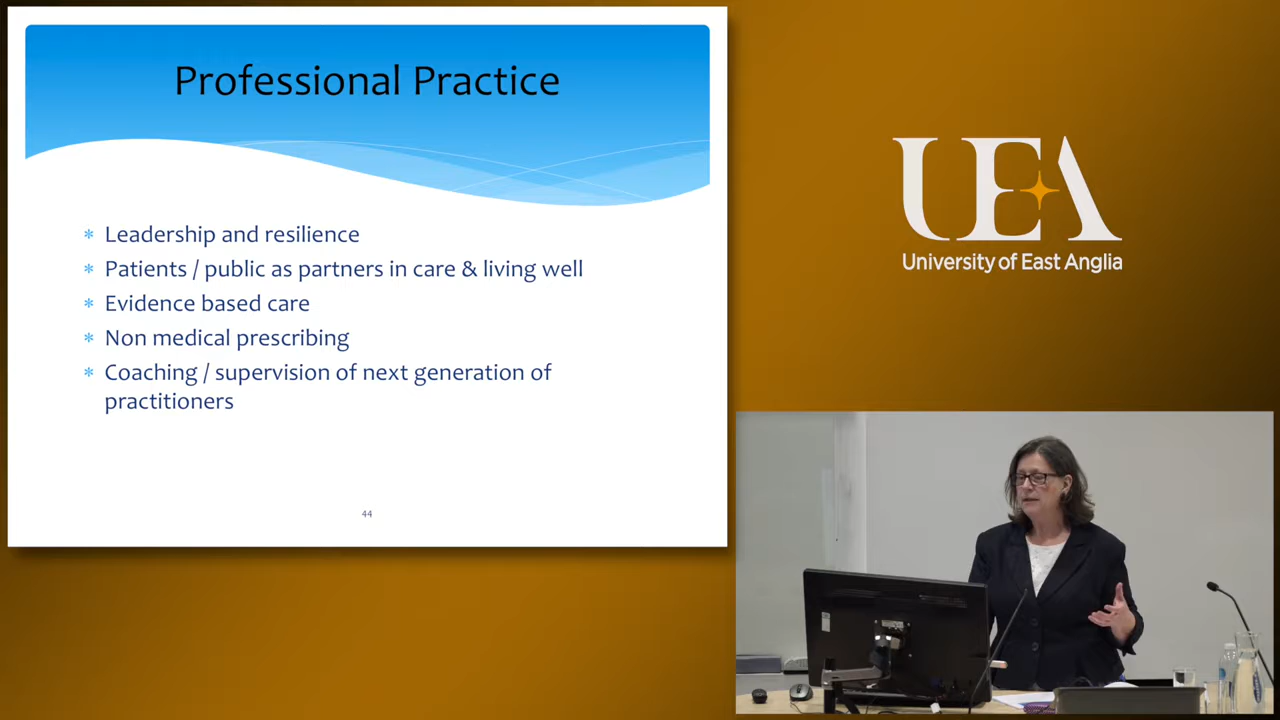 Professional Practice
* Leadership and resilience
* Patients / public as partners in care & living well
* Evidence based care
* Non medical prescribing
* Coaching / supervision of next generation of
practitioners
44
UEA
University of East Anglia